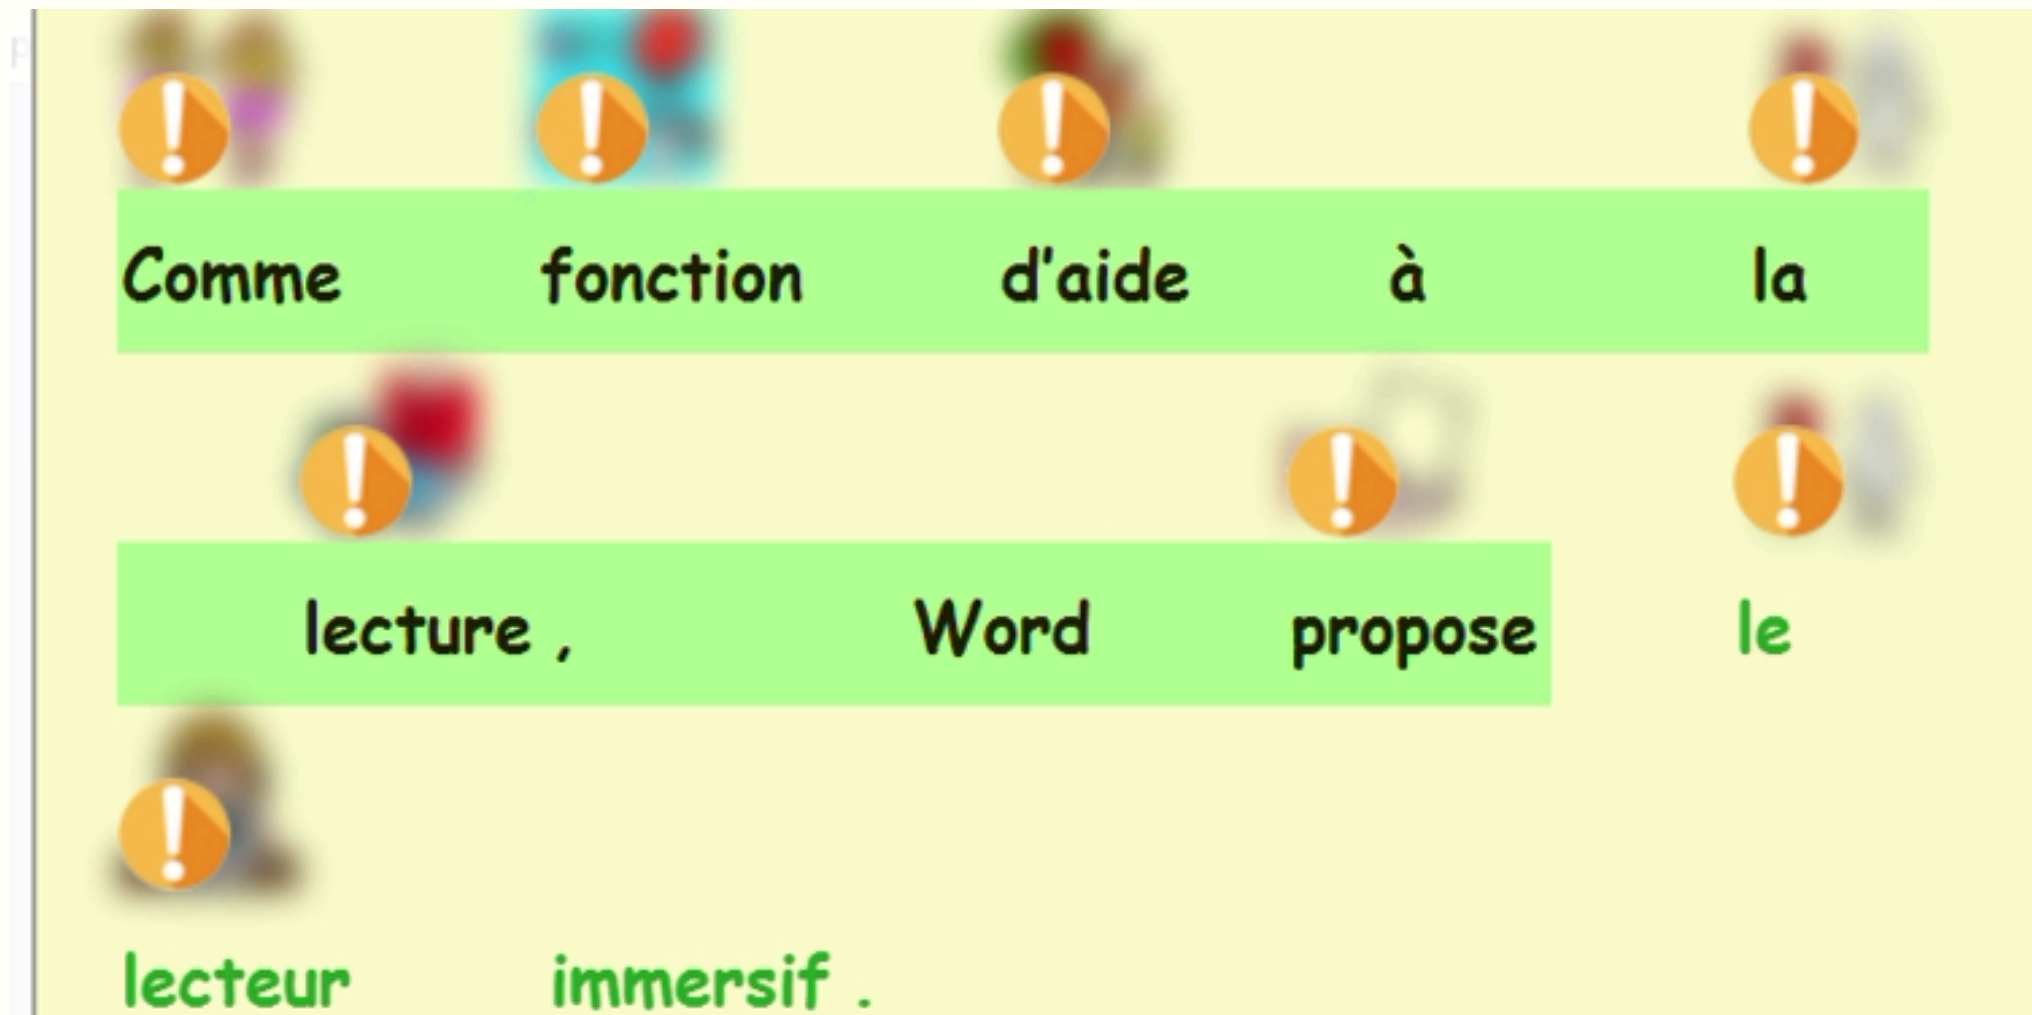 Comme fonction d'aide à la
lecture , Word propose le
lecteur immersif .